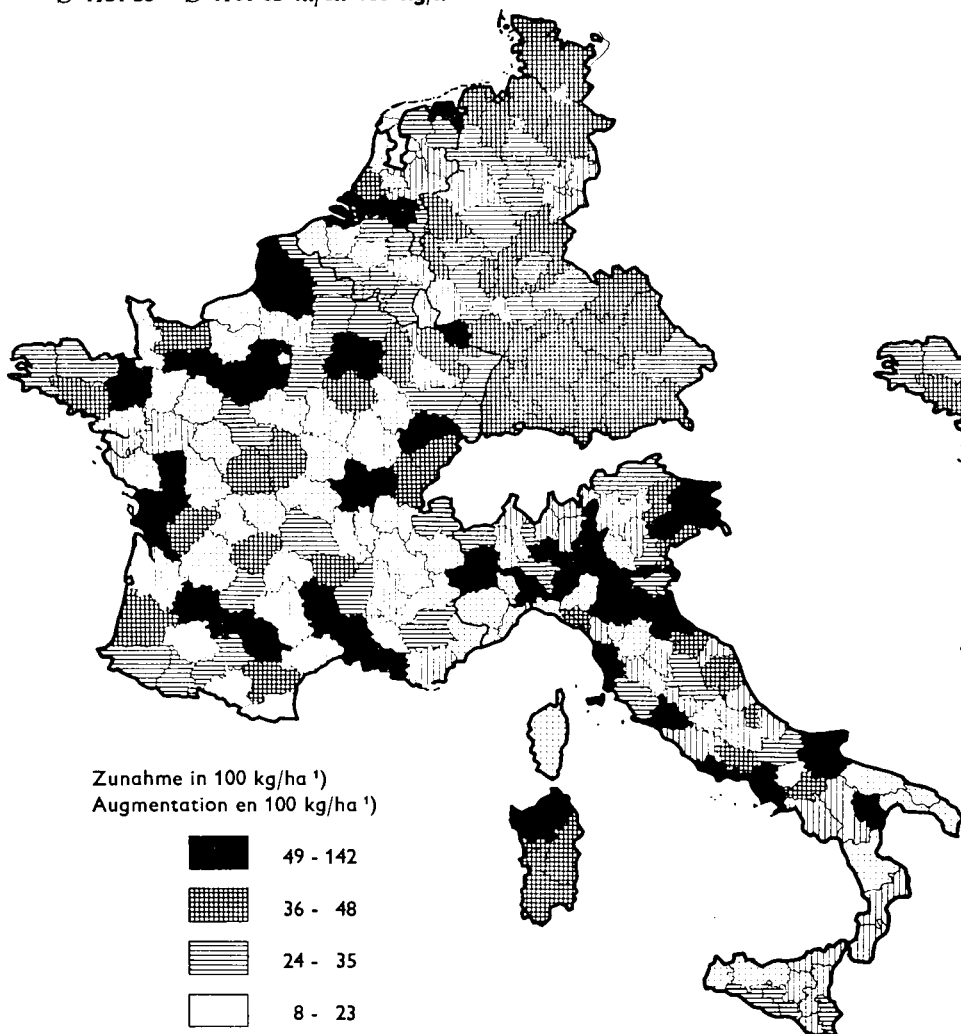 Zunahme in 100 kg/ha ¹)
Augmentation en 100 kg/ha ¹)
49 - 142
36 - 48
24 - 35
8 - 23